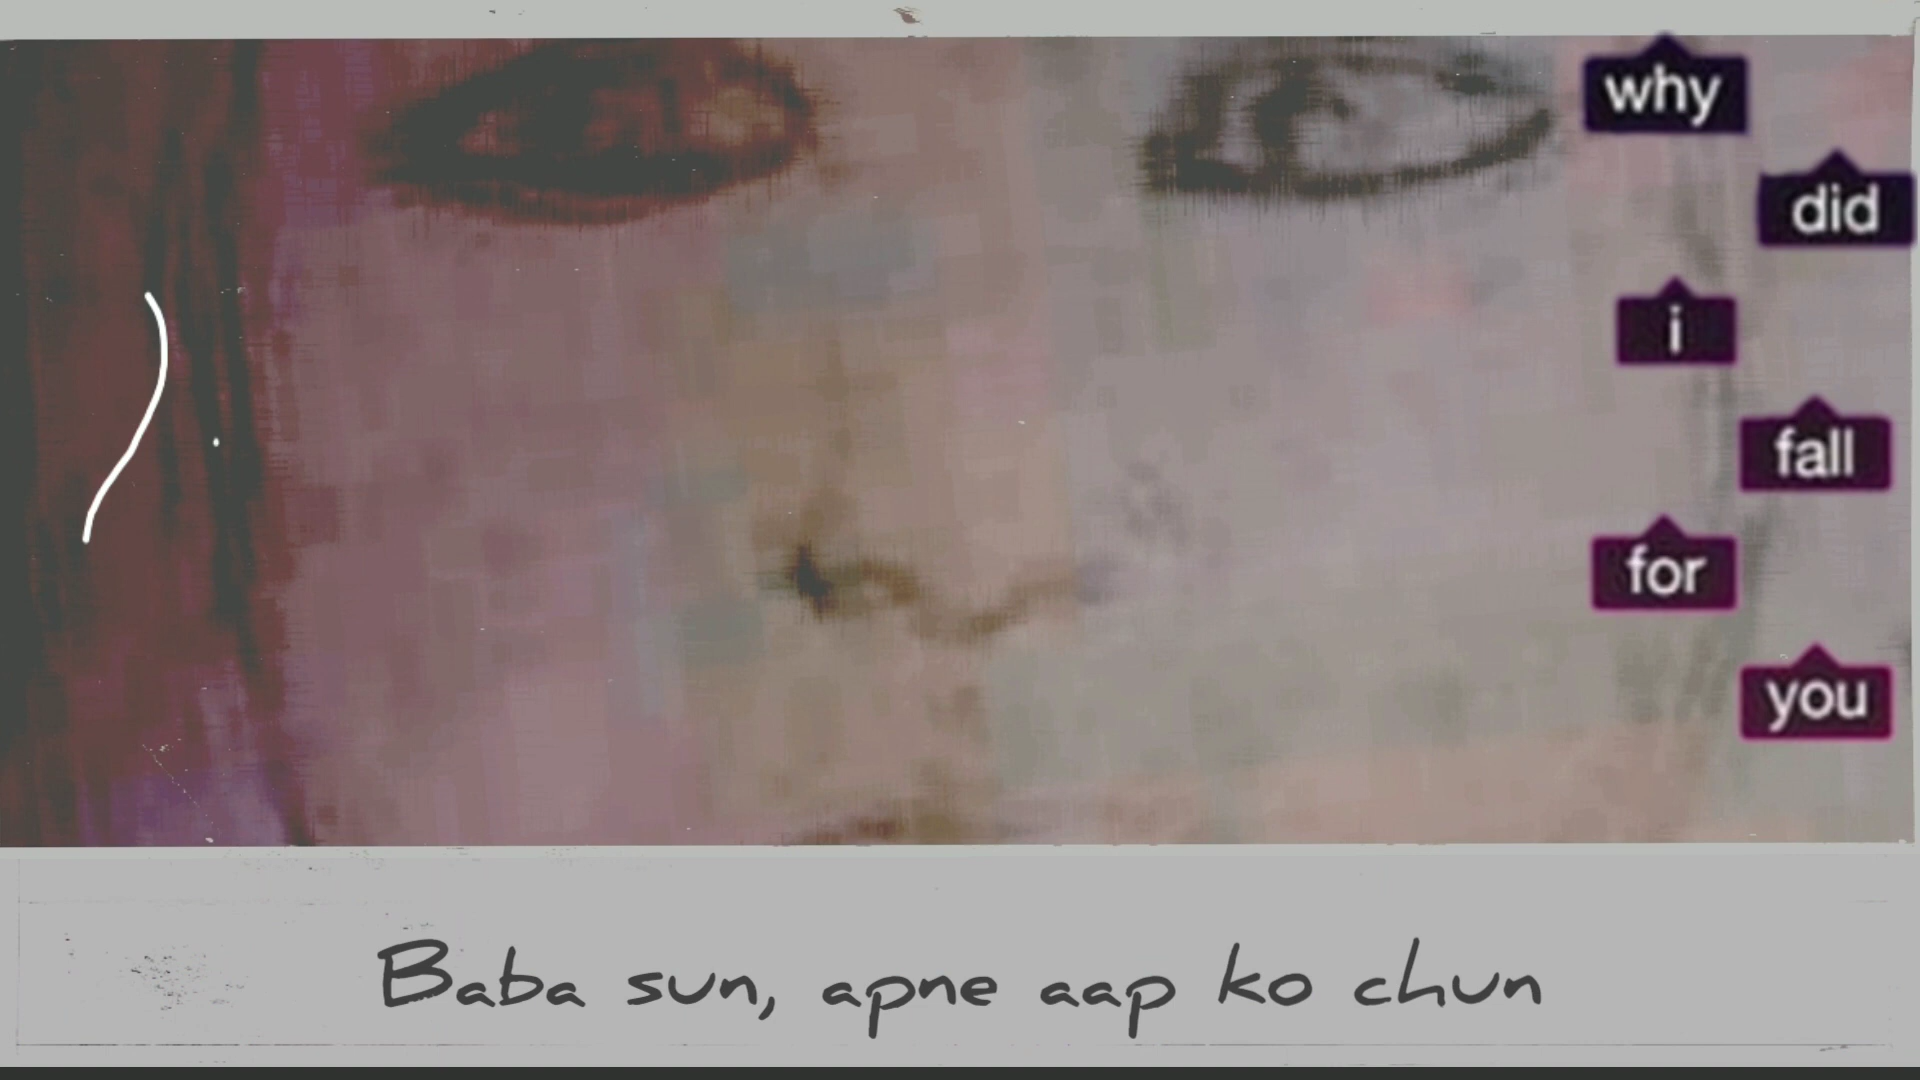 why
did
i
fall
for
you
Baba sun, apne aap ko chun